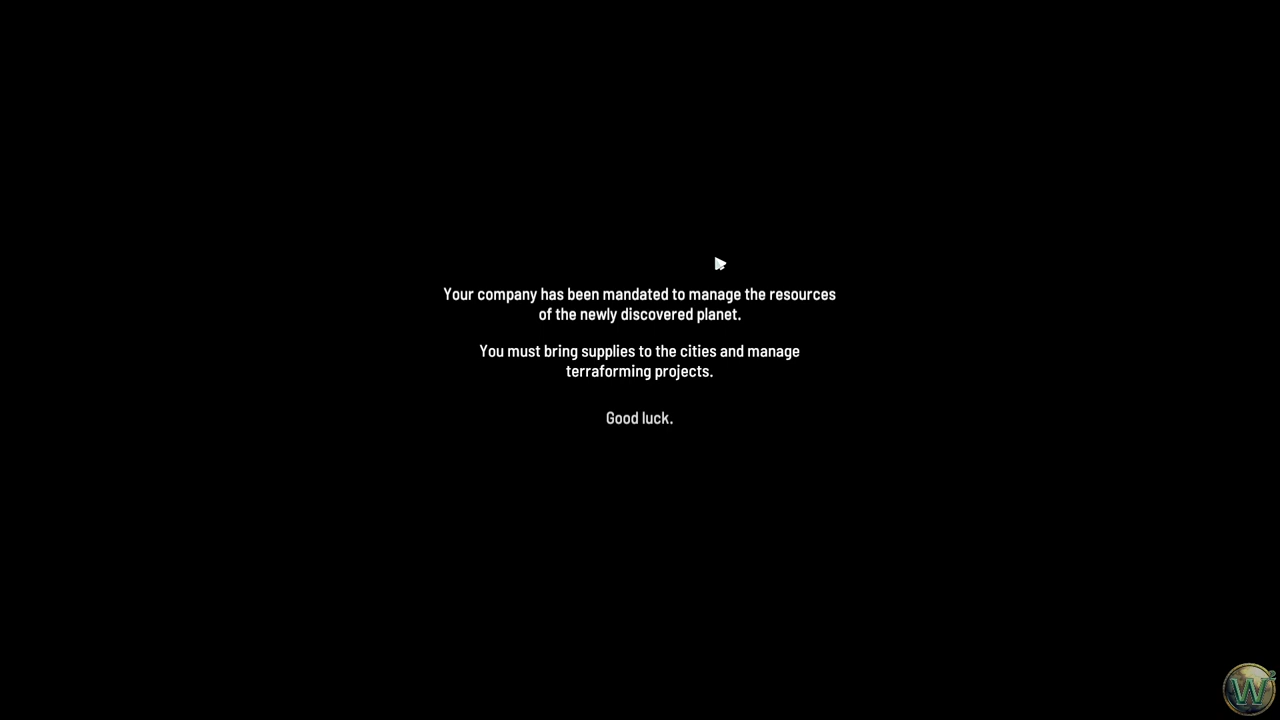 Your company has been mandated to manage the resources
of the newly discovered planet.
You must bring supplies to the cities and manage
terraforming projects.
Good luck.
W